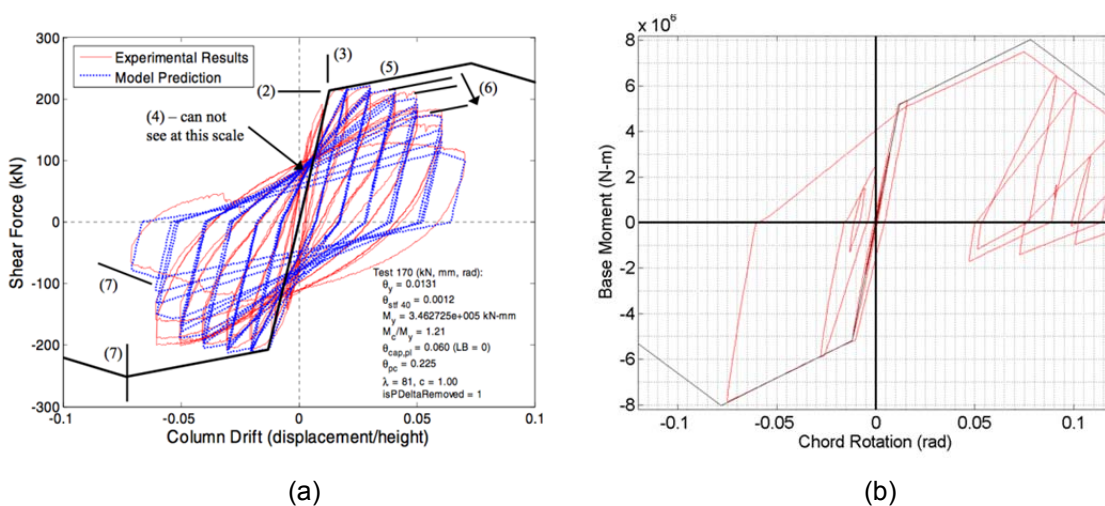 300
Experimental Results
Model Prediction
(3)
(2)
(5)
(6)
200
(4) – can not
see at this scale
100
0
-100
-200
-300
(7)
(7)
Test 170 (kN, mm, rad):
θy = 0.0131
θstf 40 = 0.0012
My = 3.462725e+005 kN-mm
Mc/My = 1.21
θcap,pl = 0.060 (LB = 0)
θpc = 0.225
λ = 81, c = 1.00
isPDeltaRemoved = 1
-0.1 -0.05 0 0.05 0.1
Column Drift (displacement/height)
Shear Force (kN)
(a)
x 10^6
8
6
4
2
0
-2
-4
-6
-8
-0.1 -0.05 0 0.05 0.1
Chord Rotation (rad)
Base Moment (N-m)
(b)